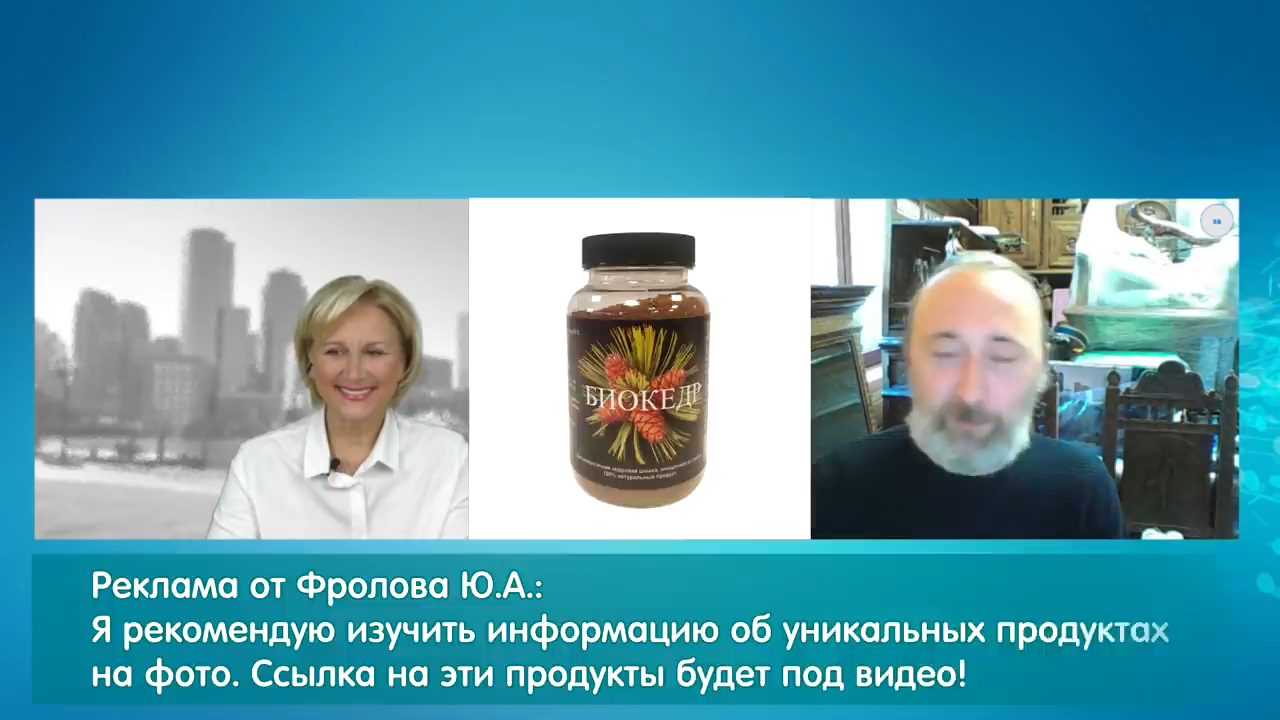 sa
БИОКЕДР
100% натуральный продукт
Реклама от Фролова Ю.А.:
Я рекомендую изучить информацию об уникальных продуктах
на фото. Ссылка на эти продукты будет под видео!